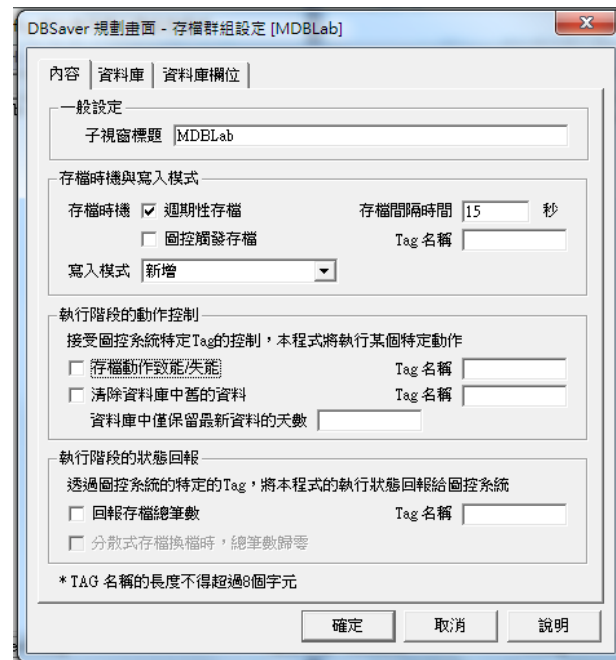 DBSaver 規劃畫面 - 存檔群組設定 [MDBLab]
內容 資料庫 資料庫欄位
一般設定
子視窗標題 MDBLab
存檔時機與寫入模式
存檔時機 週期性存檔 存檔間隔時間 15 秒
圖控觸發存檔 Tag 名稱
寫入模式 新增
執行階段的動作控制
接受圖控系統特定Tag的控制，本程式將執行某個特定動作
存檔動作致能/失能 Tag 名稱
清除資料庫中舊的資料 Tag 名稱
資料庫中僅保留最新資料的天數
執行階段的狀態回報
透過圖控系統的特定的Tag，將本程式的執行狀態回報給圖控系統
回報存檔總筆數 Tag 名稱
分散式存檔換檔時，總筆數歸零
* TAG 名稱的長度不得超過8個字元
確定 取消 說明